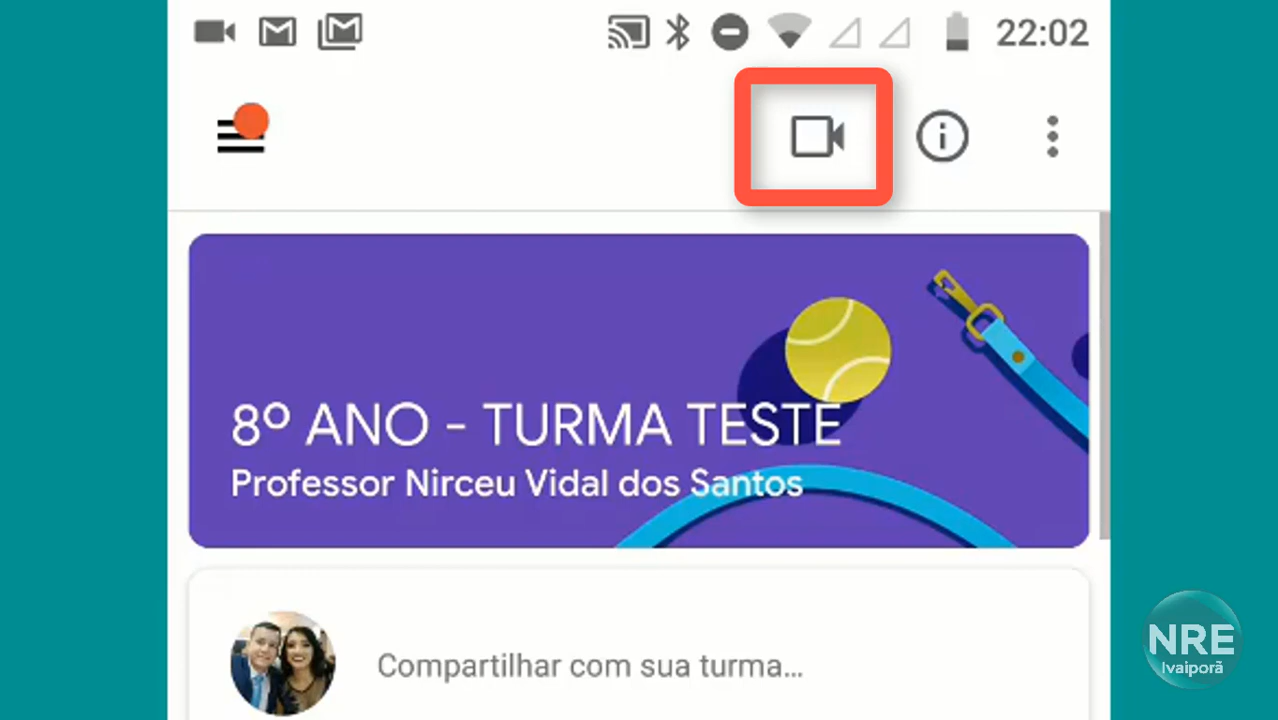 22:02
8º ANO - TURMA TESTE
Professor Nirceu Vidal dos Santos
Compartilhar com sua turma...
NRE
Ivaiporã